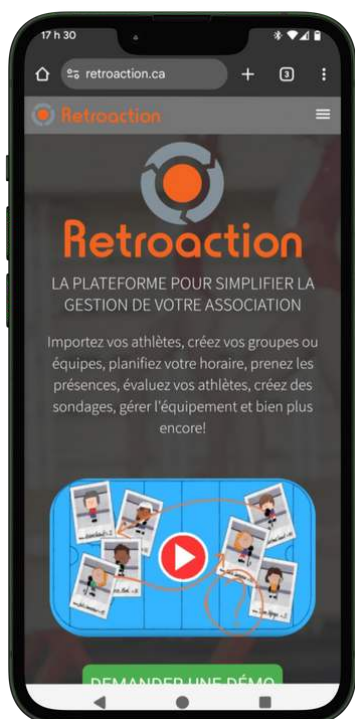 17 h 30
retroaction.ca
3
Retroaction
Retroaction
LA PLATEFORME POUR SIMPLIFIER LA
GESTION DE VOTRE ASSOCIATION
Importez vos athlètes, créez vos groupes ou
équipes, planifiez votre horaire, prenez les
présences, évaluez vos athlètes, créez des
sondages, gérer l'équipement et bien plus
encore!
DEMANDER UNE DÉMO